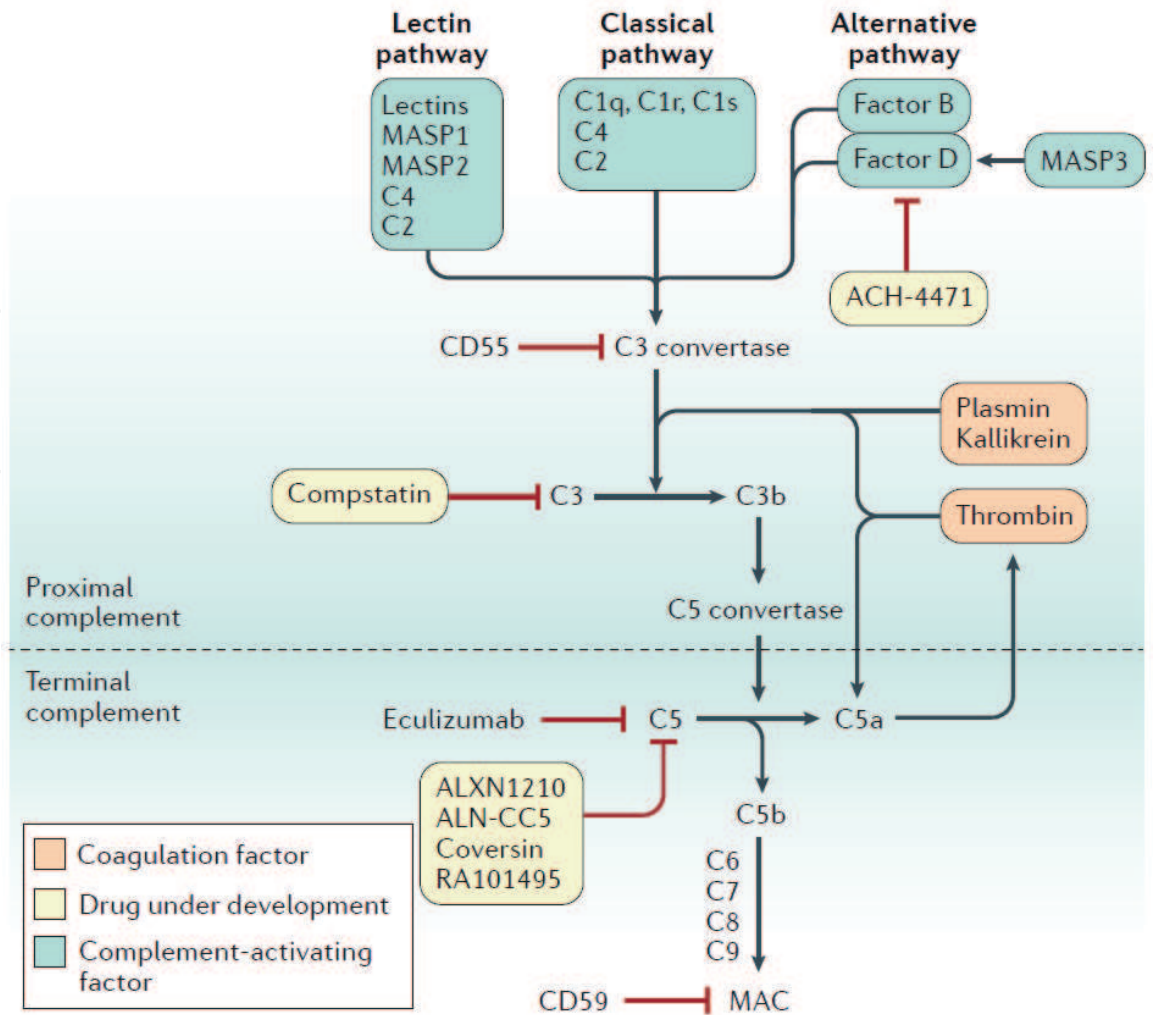 Lectin
pathway
Classical
pathway
Alternative
pathway
Lectins
MASP1
MASP2
C4
C2
C1q, C1r, C1s
C4
C2
Factor B
Factor D
MASP3
ACH-4471
CD55
C3 convertase
Plasmin
Kallikrein
Compstatin
C3
C3b
Thrombin
Proximal
complement
C5 convertase
Terminal
complement
Eculizumab
C5
C5a
ALXN1210
ALN-CC5
Coversin
RA101495
C5b
C6
C7
C8
C9
CD59
MAC
Coagulation factor
Drug under development
Complement-activating
factor